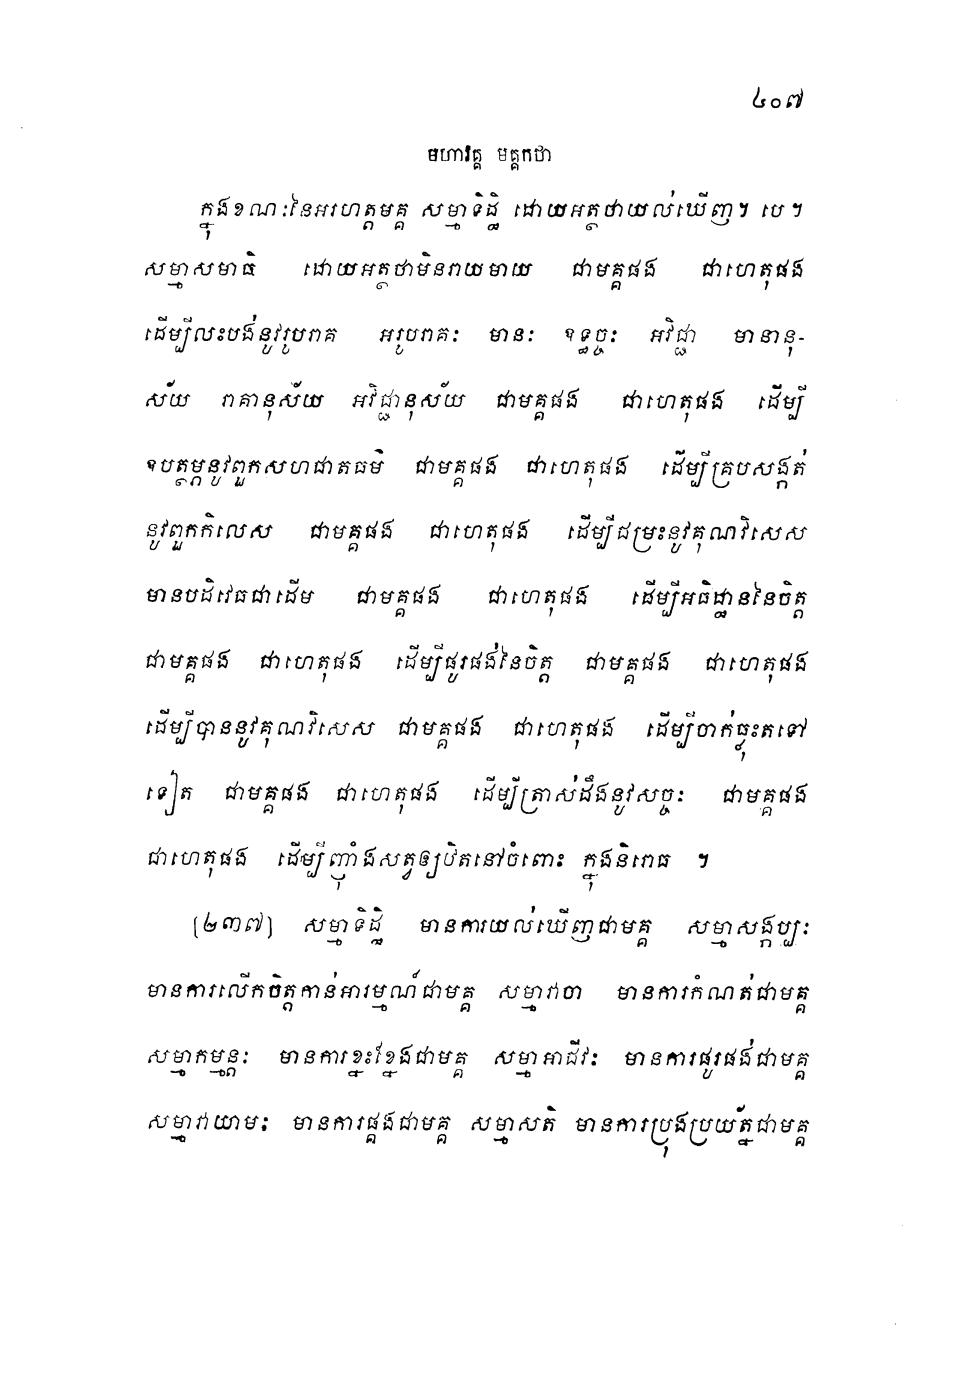 ៤០៧
មហាវគ្គ មគ្គកថា
ក្នុងខណៈនៃអរហត្តមគ្គ សម្មាទិដ្ឋិ ដោយអត្ថថាយល់ឃើញ។ បេ។
សម្មាសមាធិ ដោយអត្ថថាមិនរាយមាយ ជាមគ្គផង ជាហេតុផង
ដើម្បីលះបង់នូវរូបរាគ អរូបរាគៈ មានៈ ឧទ្ធច្ចៈ អវិជ្ជា មានានុ-
ស័យ រាគានុស័យ អវិជ្ជានុស័យ ជាមគ្គផង ជាហេតុផង ដើម្បី
ឧបត្ថម្ភនូវពួកសហជាតធម៌ ជាមគ្គផង ជាហេតុផង ដើម្បីគ្របសង្កត់
នូវពួកកិលេស ជាមគ្គផង ជាហេតុផង ដើម្បីជម្រះនូវគុណវិសេស
មានបដិវេធជាដើម ជាមគ្គផង ជាហេតុផង ដើម្បីអធិដ្ឋាននៃចិត្ត
ជាមគ្គផង ជាហេតុផង ដើម្បីផូរផង់នៃចិត្ត ជាមគ្គផង ជាហេតុផង
ដើម្បីបាននូវគុណវិសេស ជាមគ្គផង ជាហេតុផង ដើម្បីចាក់ធ្លុះតទៅ
ទៀត ជាមគ្គផង ជាហេតុផង ដើម្បីត្រាស់ដឹងនូវសច្ចៈ ជាមគ្គផង
ជាហេតុផង ដើម្បីញ៉ាំងសត្វឲ្យឋិតនៅចំពោះ ក្នុងនិរោធ ។
[២៣៧] សម្មាទិដ្ឋិ មានការយល់ឃើញជាមគ្គ សម្មាសង្កប្បៈ
មានការលើកចិត្តកាន់អារម្មណ៍ជាមគ្គ សម្មាវាចា មានការកំណត់ជាមគ្គ
សម្មាកម្មន្តៈ មានការខ្នះខ្នែងជាមគ្គ សម្មាអាជីវៈ មានការផូរផង់ជាមគ្គ
សម្មាវាយាមៈ មានការផ្គងជាមគ្គ សម្មាសតិ មានការប្រុងប្រយ័ត្នជាមគ្គ